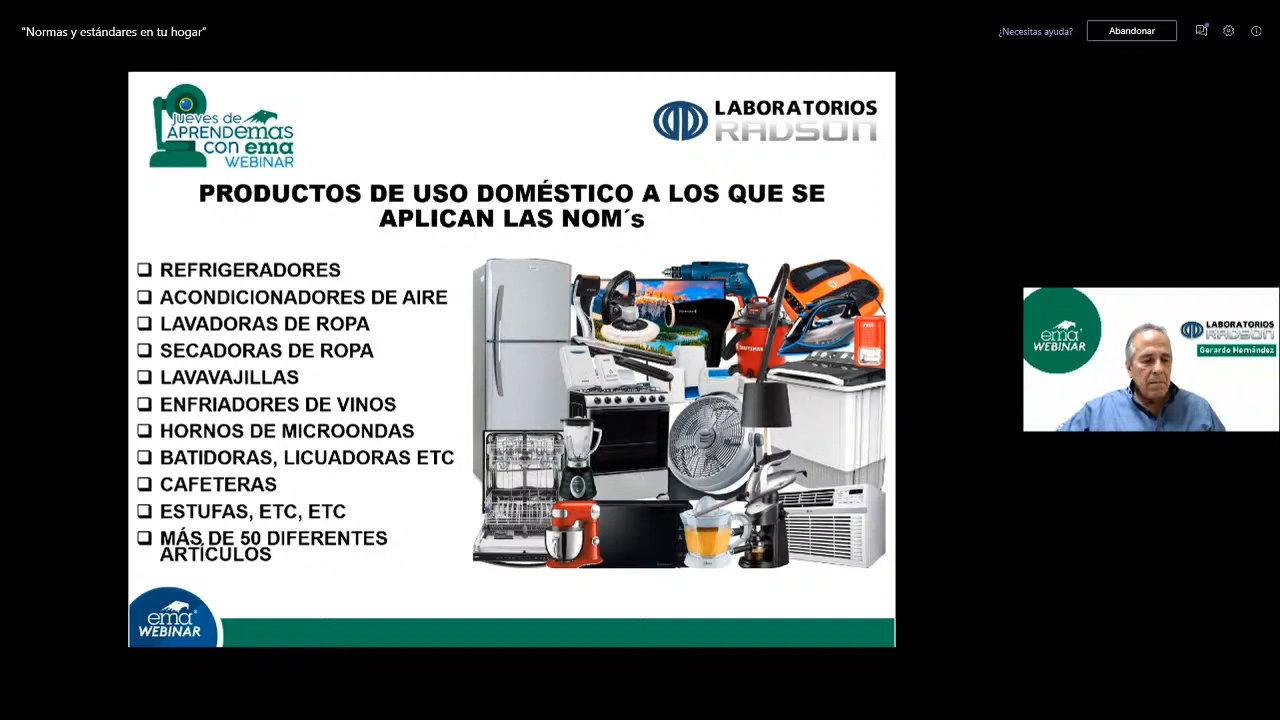 “Normas y estándares en tu hogar”
¿Necesitas ayuda?
Abandonar
jueves de
APRENDEMAS
con ema
WEBINAR
LABORATORIOS
RADSON
PRODUCTOS DE USO DOMÉSTICO A LOS QUE SE
APLICAN LAS NOM´s
REFRIGERADORES
ACONDICIONADORES DE AIRE
LAVADORAS DE ROPA
SECADORAS DE ROPA
LAVAVAJILLAS
ENFRIADORES DE VINOS
HORNOS DE MICROONDAS
BATIDORAS, LICUADORAS ETC
CAFETERAS
ESTUFAS, ETC, ETC
MÁS DE 50 DIFERENTES
ARTÍCULOS
CRAFTSMAN
ema
WEBINAR
ema
WEBINAR
LABORATORIOS
RADSON
Gerardo Hernández